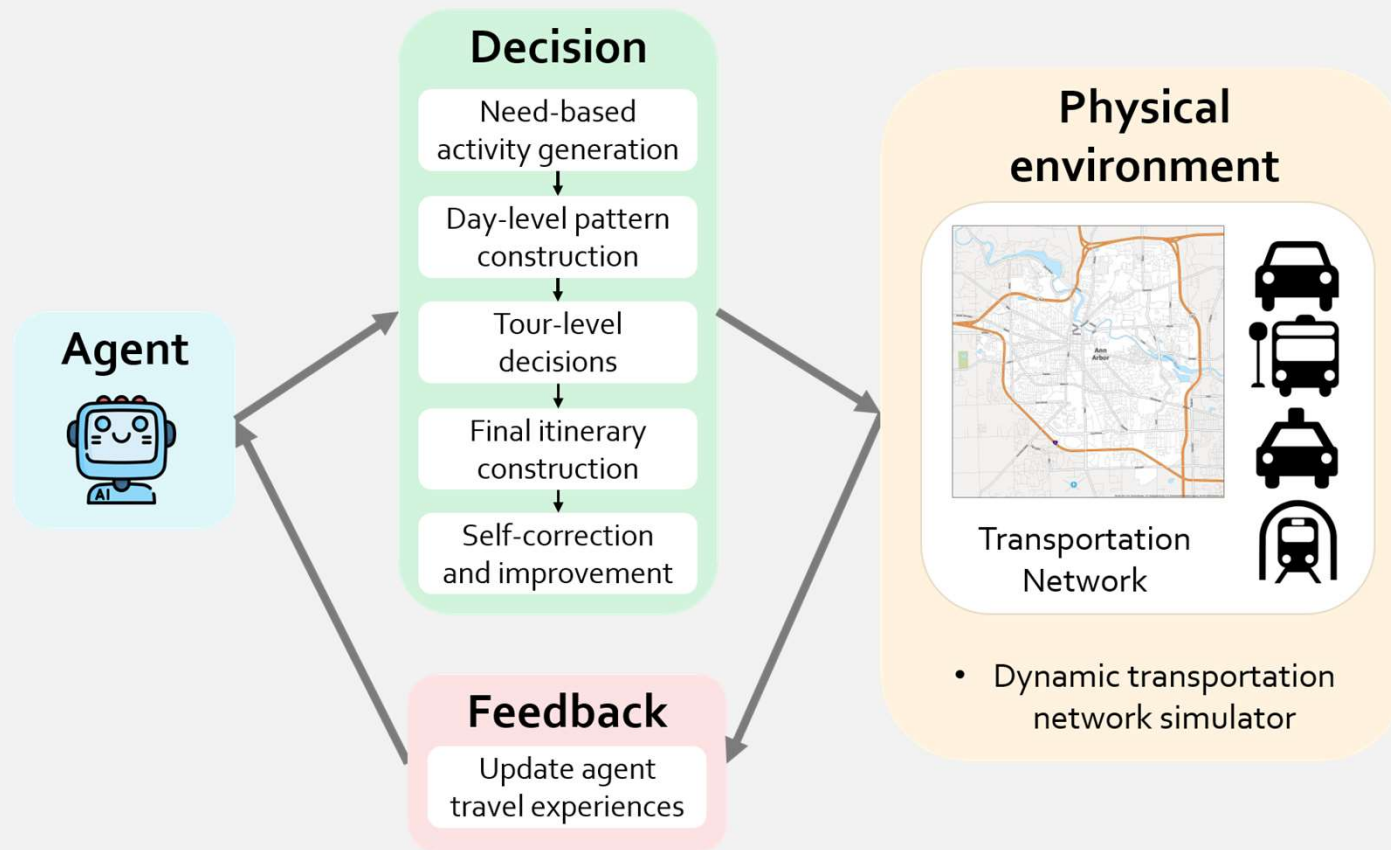 Agent
AI
Decision
Need-based
activity generation
Day-level pattern
construction
Tour-level
decisions
Final itinerary
construction
Self-correction
and improvement
Feedback
Update agent
travel experiences
Physical
environment
Ann
Arbor
Transportation
Network
• Dynamic transportation
network simulator